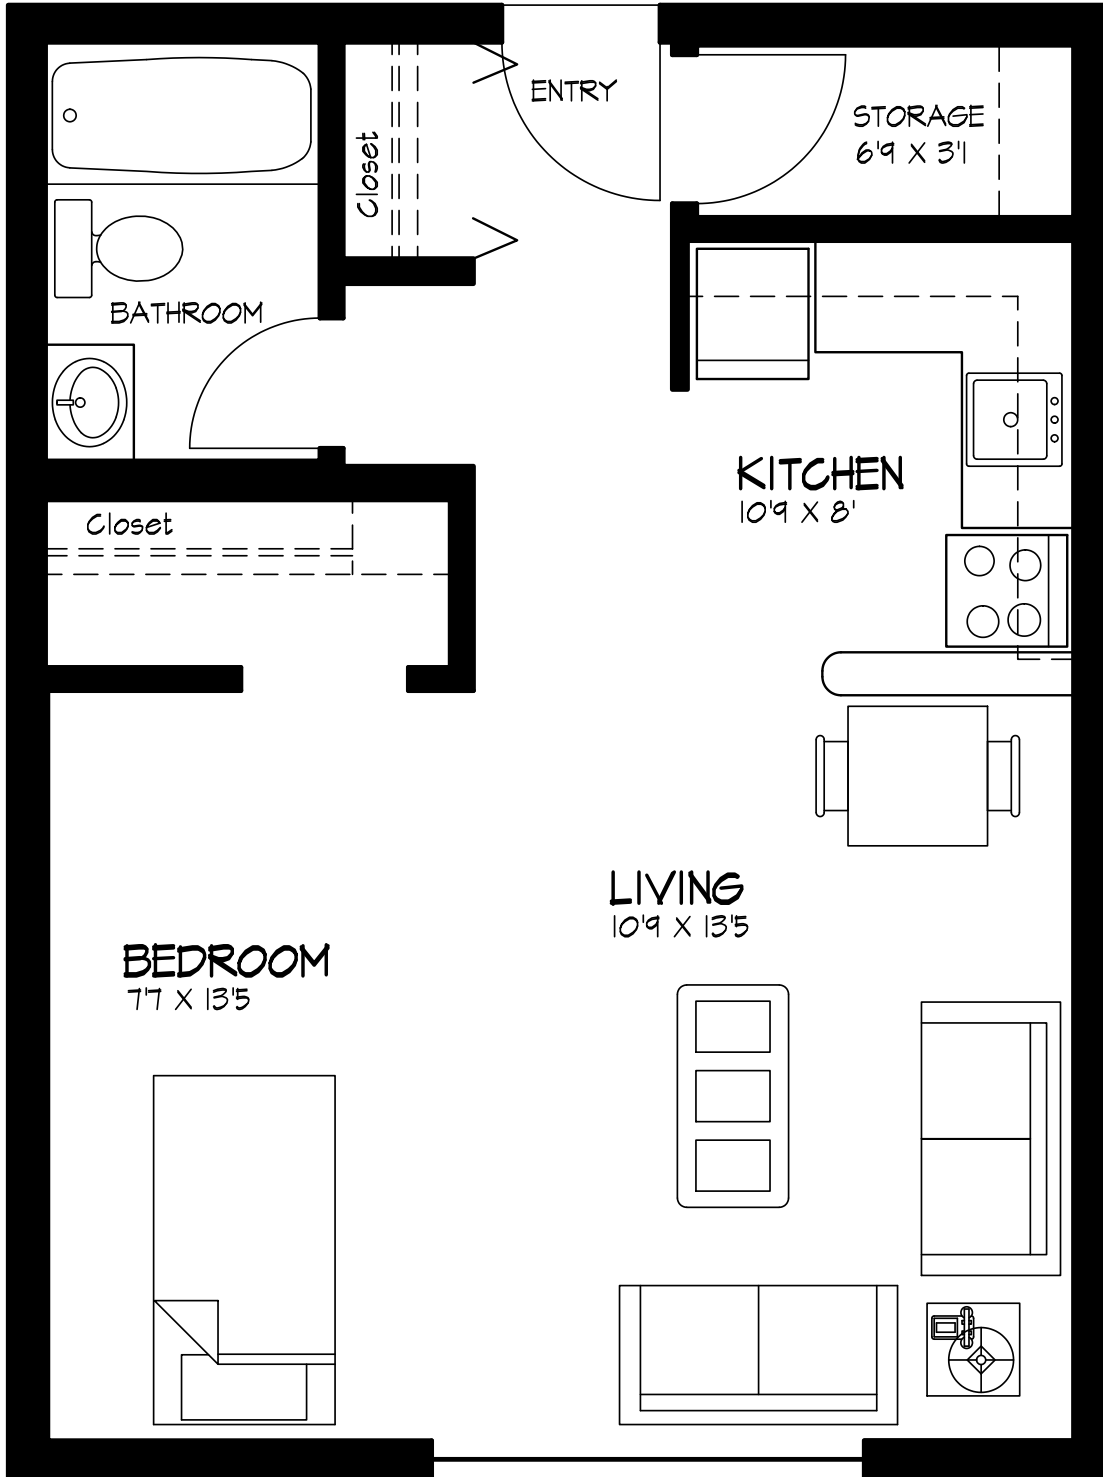 ENTRY
STORAGE
6'9 X 3'1
Closet
BATHROOM
KITCHEN
10'9 X 8'
Closet
LIVING
10'9 X 13'5
BEDROOM
7'7 X 13'5